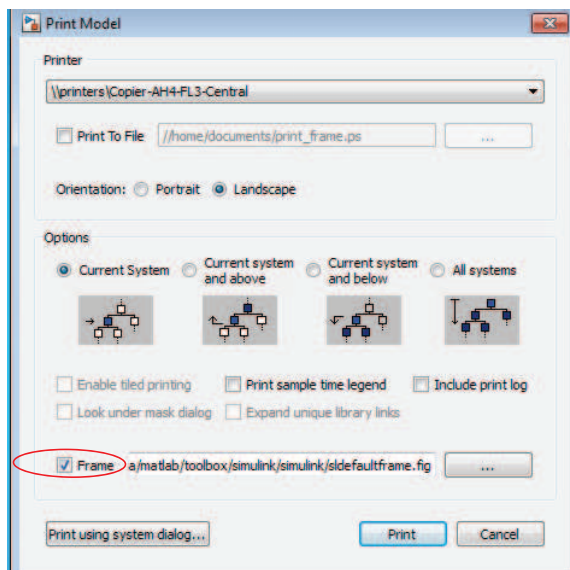 Print Model
Printer
\\printers\Copier-AH4-FL3-Central
Print To File //home/documents/print_frame.ps ...
Orientation: Portrait Landscape
Options
Current System Current system and above Current system and below All systems
Enable tiled printing Print sample time legend Include print log
Look under mask dialog Expand unique library links
Frame a/matlab/toolbox/simulink/simulink/sldefaultframe.fig ...
Print using system dialog... Print Cancel